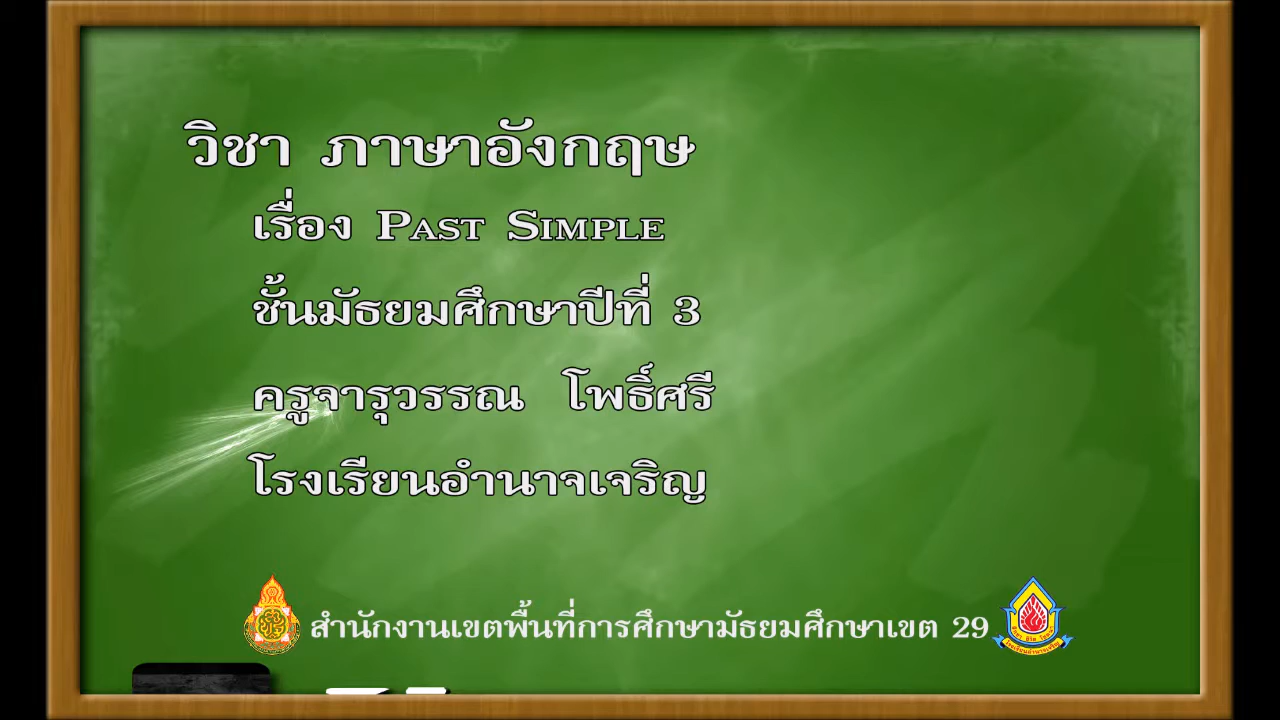 วิชา ภาษาอังกฤษ
เรื่อง Past Simple
ชั้นมัธยมศึกษาปีที่ 3
ครูจารุวรรณ โพธิ์ศรี
โรงเรียนอำนาจเจริญ
สำนักงานเขตพื้นที่การศึกษามัธยมศึกษาเขต 29